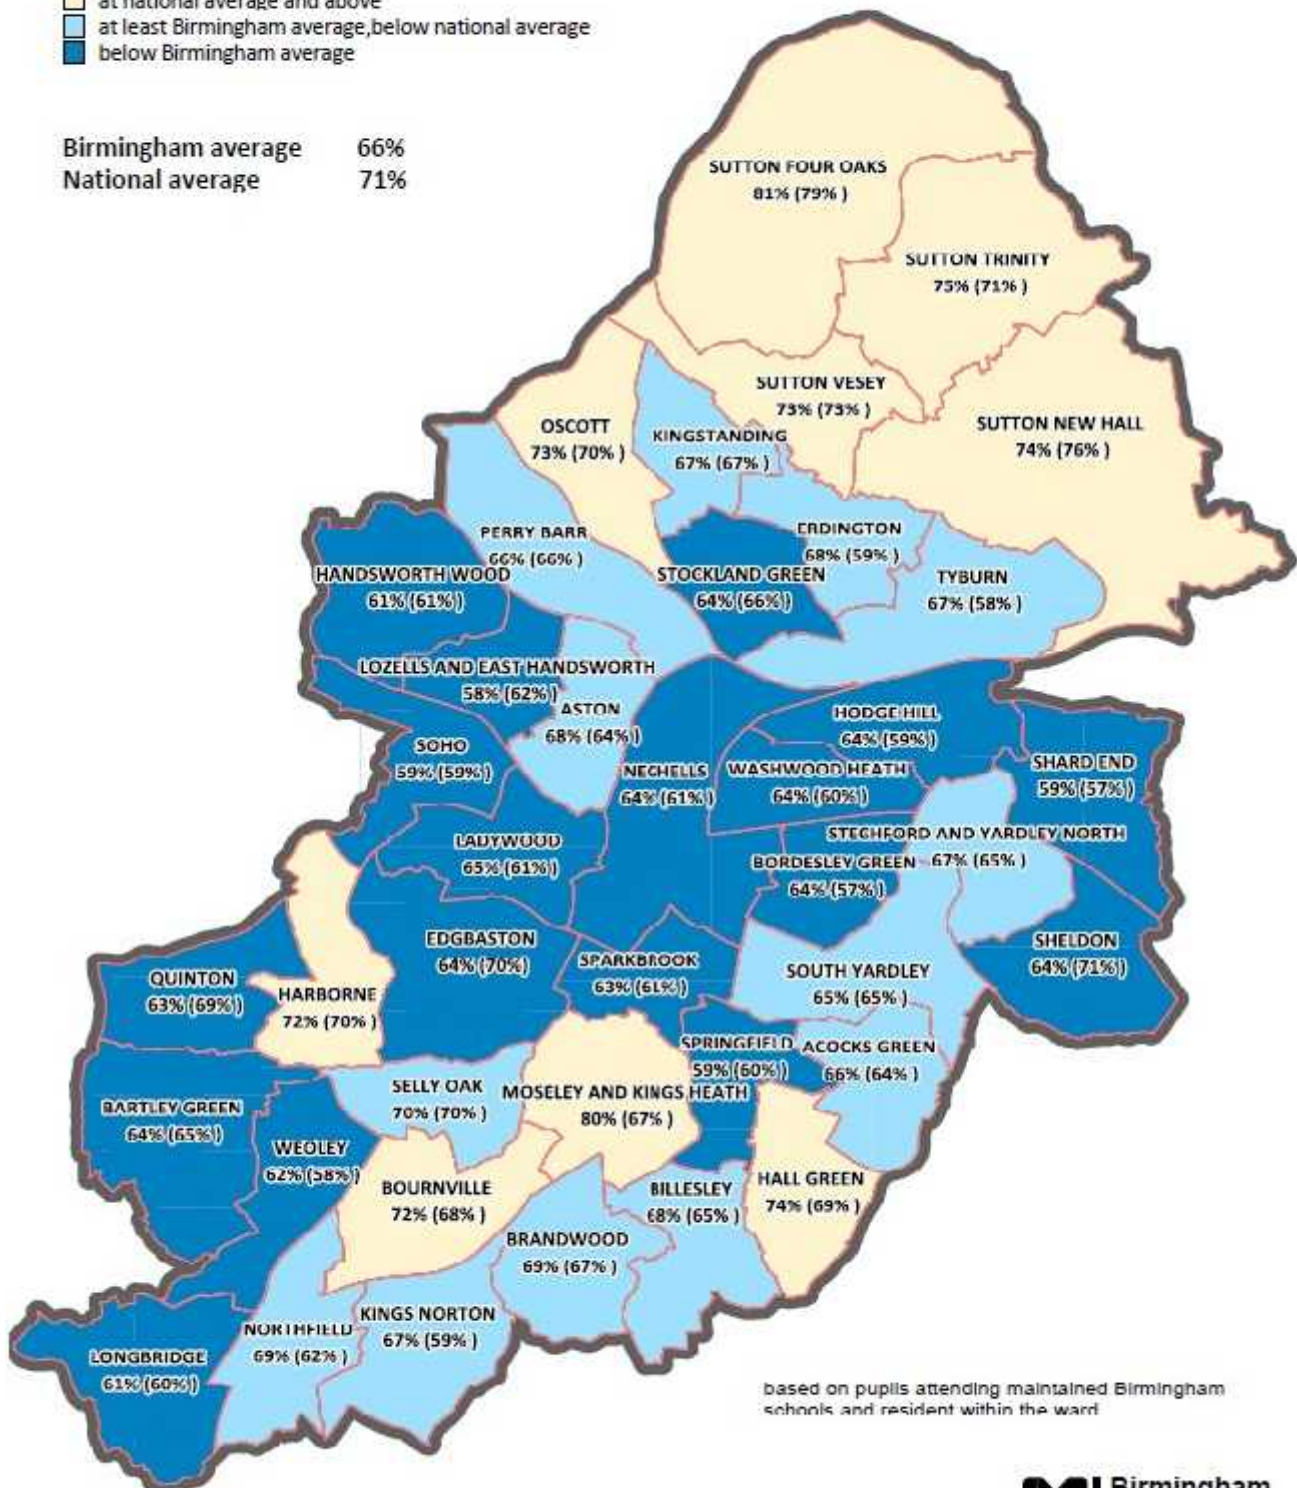 at national average and above
at least Birmingham average,below national average
below Birmingham average
Birmingham average 66%
National average 71%
SUTTON FOUR OAKS
81% (79% )
SUTTON TRINITY
75% (71% )
SUTTON VESEY
73% (73% )
SUTTON NEW HALL
74% (76% )
OSCOTT
73% (70% )
KINGSTANDING
67% (67% )
PERRY BARR
66% (66% )
ERDINGTON
68% (59% )
HANDSWORTH WOOD
61% (61%)
STOCKLAND GREEN
64% (66%)
TYBURN
67% (58% )
LOZELLS AND EAST HANDSWORTH
58% (62%)
ASTON
68% (64% )
HODGE HILL
64% (59%)
SOHO
59% (59%)
NECHELLS
64% (61% )
WASHWOOD HEATH
64% (60%)
SHARD END
59% (57% )
STECHFORD AND YARDLEY NORTH
67% (65% )
LADYWOOD
65% (61%)
BORDESLEY GREEN
64% (57% )
EDGBASTON
64% (70%)
SPARKBROOK
63% (61% )
SHELDON
64% (71%)
SOUTH YARDLEY
65% (65% )
QUINTON
63% (69%)
HARBORNE
72% (70% )
SPRINGFIELD
59% (60% )
ACOCKS GREEN
66% (64% )
SELLY OAK
70% (70% )
MOSELEY AND KINGS HEATH
80% (67% )
BARTLEY GREEN
64% (65%)
WEOLEY
62% (58% )
BOURNVILLE
72% (68% )
BILLESLEY
68% (65% )
HALL GREEN
74% (69% )
BRANDWOOD
69% (67% )
KINGS NORTON
67% (59% )
NORTHFIELD
69% (62% )
LONGBRIDGE
61% (60% )
based on pupils attending maintained Birmingham
schools and resident within the ward
Birmingham